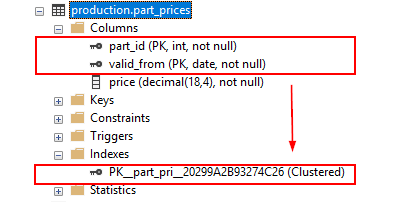 production.part_prices
Columns
part_id (PK, int, not null)
valid_from (PK, date, not null)
price (decimal(18,4), not null)
Keys
Constraints
Triggers
Indexes
PK__part_pri__20299A2B93274C26 (Clustered)
Statistics